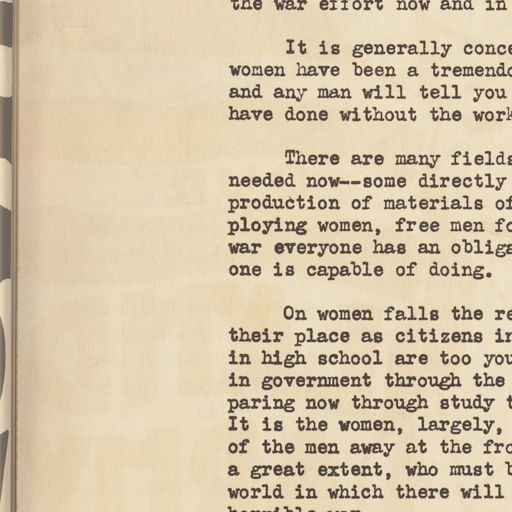 the war effort now and in
It is generally conce
women have been a tremendo
and any man will tell you
have done without the work
There are many fields
needed now--some directly
production of materials of
ploying women, free men fo
war everyone has an obliga
one is capable of doing.
On women falls the re
their place as citizens in
in high school are too you
in government through the
paring now through study t
It is the women, largely,
of the men away at the fro
a great extent, who must b
world in which there will
horrible war.